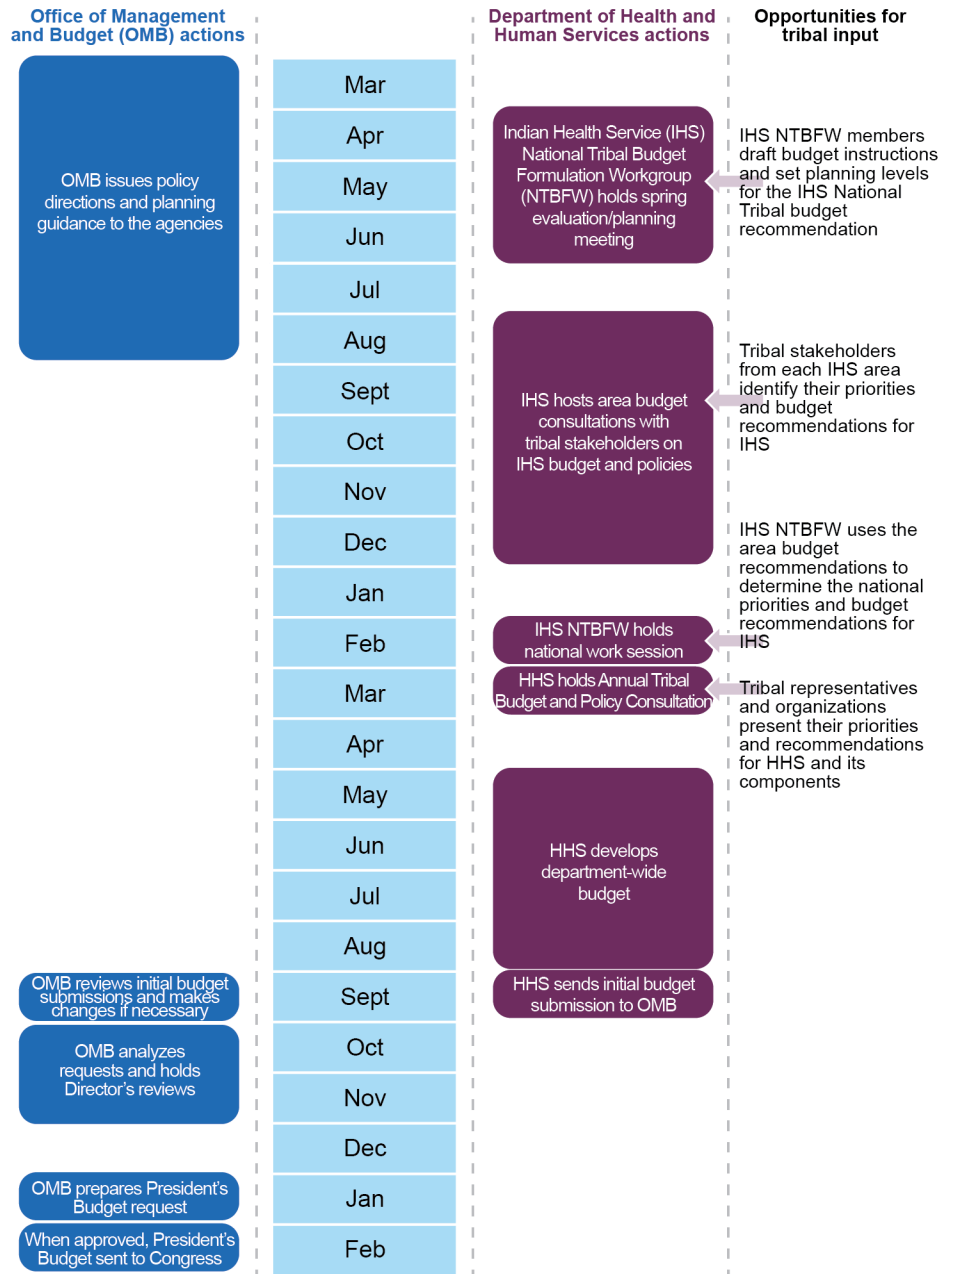 Office of Management
and Budget (OMB) actions
Department of Health and
Human Services actions
Opportunities for
tribal input
OMB issues policy
directions and planning
guidance to the agencies
Mar
Apr
May
Jun
Jul
Aug
Sept
Oct
Nov
Dec
Jan
Feb
Mar
Apr
May
Jun
Jul
Aug
Sept
Oct
Nov
Dec
Jan
Feb
Indian Health Service (IHS)
National Tribal Budget
Formulation Workgroup
(NTBFW) holds spring
evaluation/planning
meeting
IHS NTBFW members
draft budget instructions
and set planning levels
for the IHS National
Tribal budget
recommendation
IHS hosts area budget
consultations with
tribal stakeholders on
IHS budget and policies
Tribal stakeholders
from each IHS area
identify their priorities
and budget
recommendations for
IHS
IHS NTBFW holds
national work session
IHS NTBFW uses the
area budget
recommendations to
determine the national
priorities and budget
recommendations for
IHS
HHS holds Annual Tribal
Budget and Policy Consultation
Tribal representatives
and organizations
present their priorities
and recommendations
for HHS and its
components
HHS develops
department-wide
budget
OMB reviews initial budget
submissions and makes
changes if necessary
HHS sends initial budget
submission to OMB
OMB analyzes
requests and holds
Director's reviews
OMB prepares President's
Budget request
When approved, President's
Budget sent to Congress